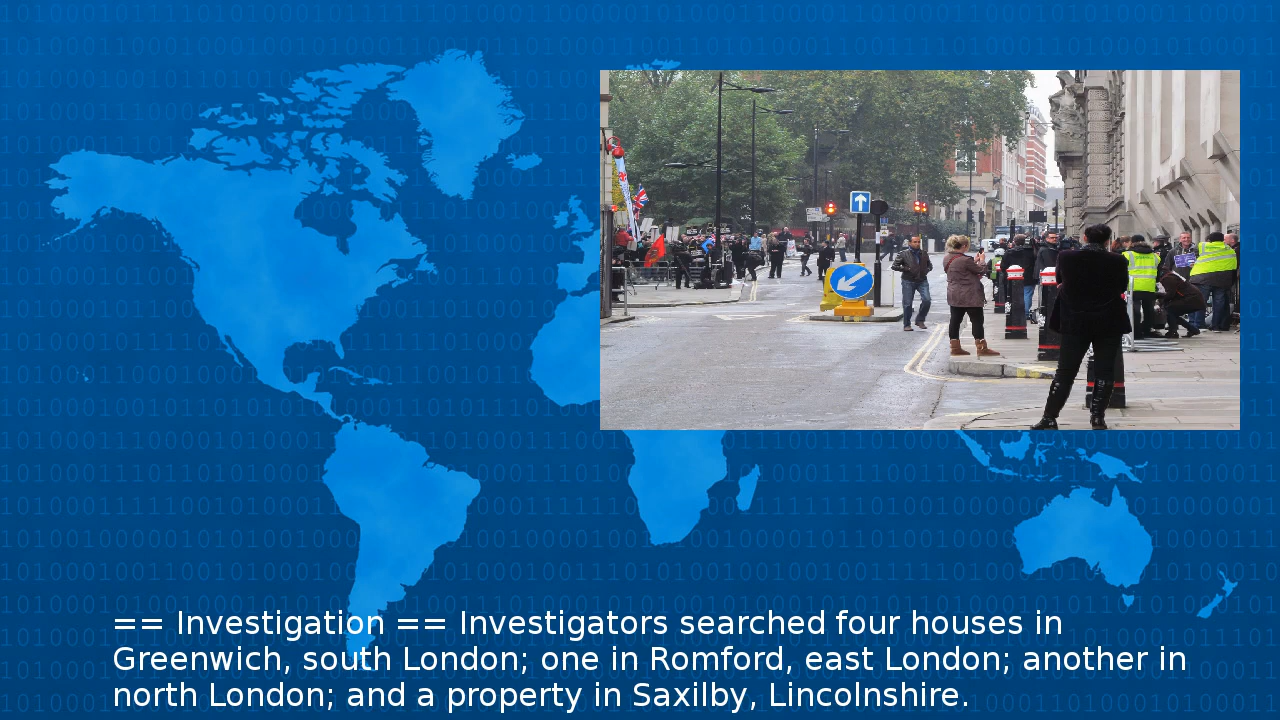 == Investigation == Investigators searched four houses in
Greenwich, south London; one in Romford, east London; another in
north London; and a property in Saxilby, Lincolnshire.